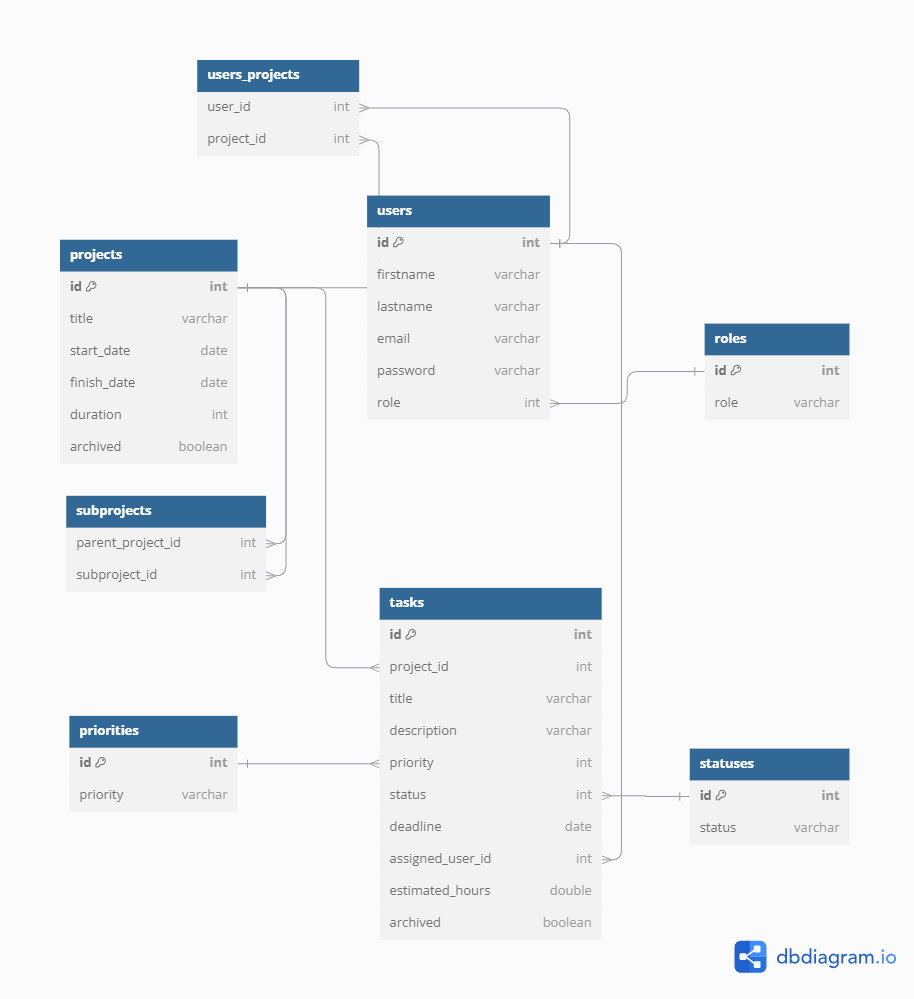 users_projects
user_id int
project_id int
users
id int
firstname varchar
lastname varchar
email varchar
password varchar
role int
projects
id int
title varchar
start_date date
finish_date date
duration int
archived boolean
roles
id int
role varchar
subprojects
parent_project_id int
subproject_id int
tasks
id int
project_id int
title varchar
description varchar
priority int
status int
deadline date
assigned_user_id int
estimated_hours double
archived boolean
priorities
id int
priority varchar
statuses
id int
status varchar
dbdiagram.io